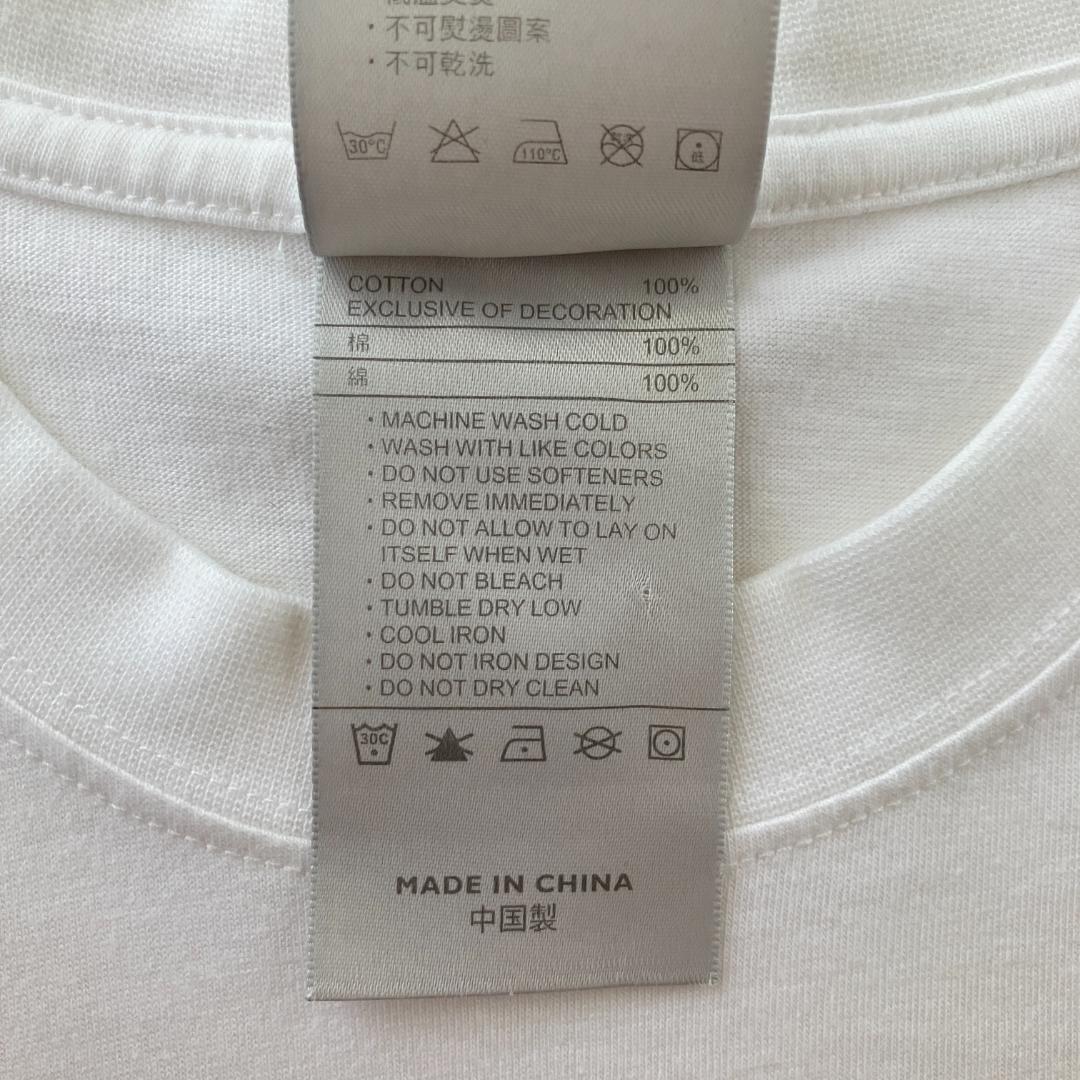 · 不可熨燙圖案
· 不可乾洗
30°C
110°C
低
COTTON 100%
EXCLUSIVE OF DECORATION
棉 100%
綿 100%
· MACHINE WASH COLD
· WASH WITH LIKE COLORS
· DO NOT USE SOFTENERS
· REMOVE IMMEDIATELY
· DO NOT ALLOW TO LAY ON
ITSELF WHEN WET
· DO NOT BLEACH
· TUMBLE DRY LOW
· COOL IRON
· DO NOT IRON DESIGN
· DO NOT DRY CLEAN
30C
MADE IN CHINA
中国製